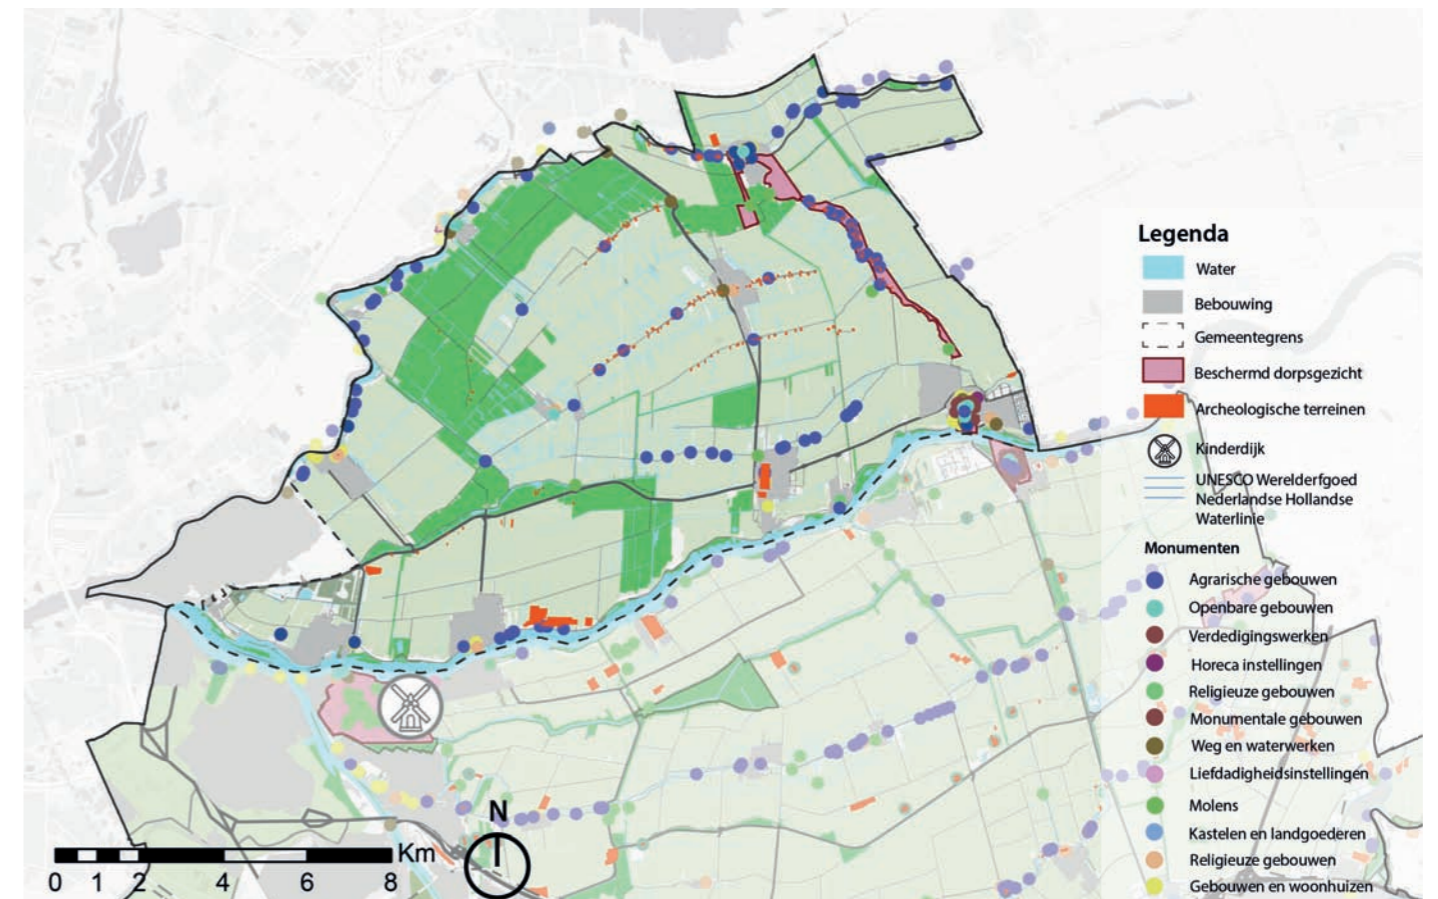 Legenda
Water
Bebouwing
Gemeentegrens
Beschermd dorpsgezicht
Archeologische terreinen
Kinderdijk
UNESCO Werelderfgoed
Nederlandse Hollandse
Waterlinie
Monumenten
Agrarische gebouwen
Openbare gebouwen
Verdedigingswerken
Horeca instellingen
Religieuze gebouwen
Monumentale gebouwen
Weg en waterwerken
Liefdadigheidsinstellingen
Molens
Kastelen en landgoederen
Religieuze gebouwen
Gebouwen en woonhuizen
N
Km
0 1 2 4 6 8